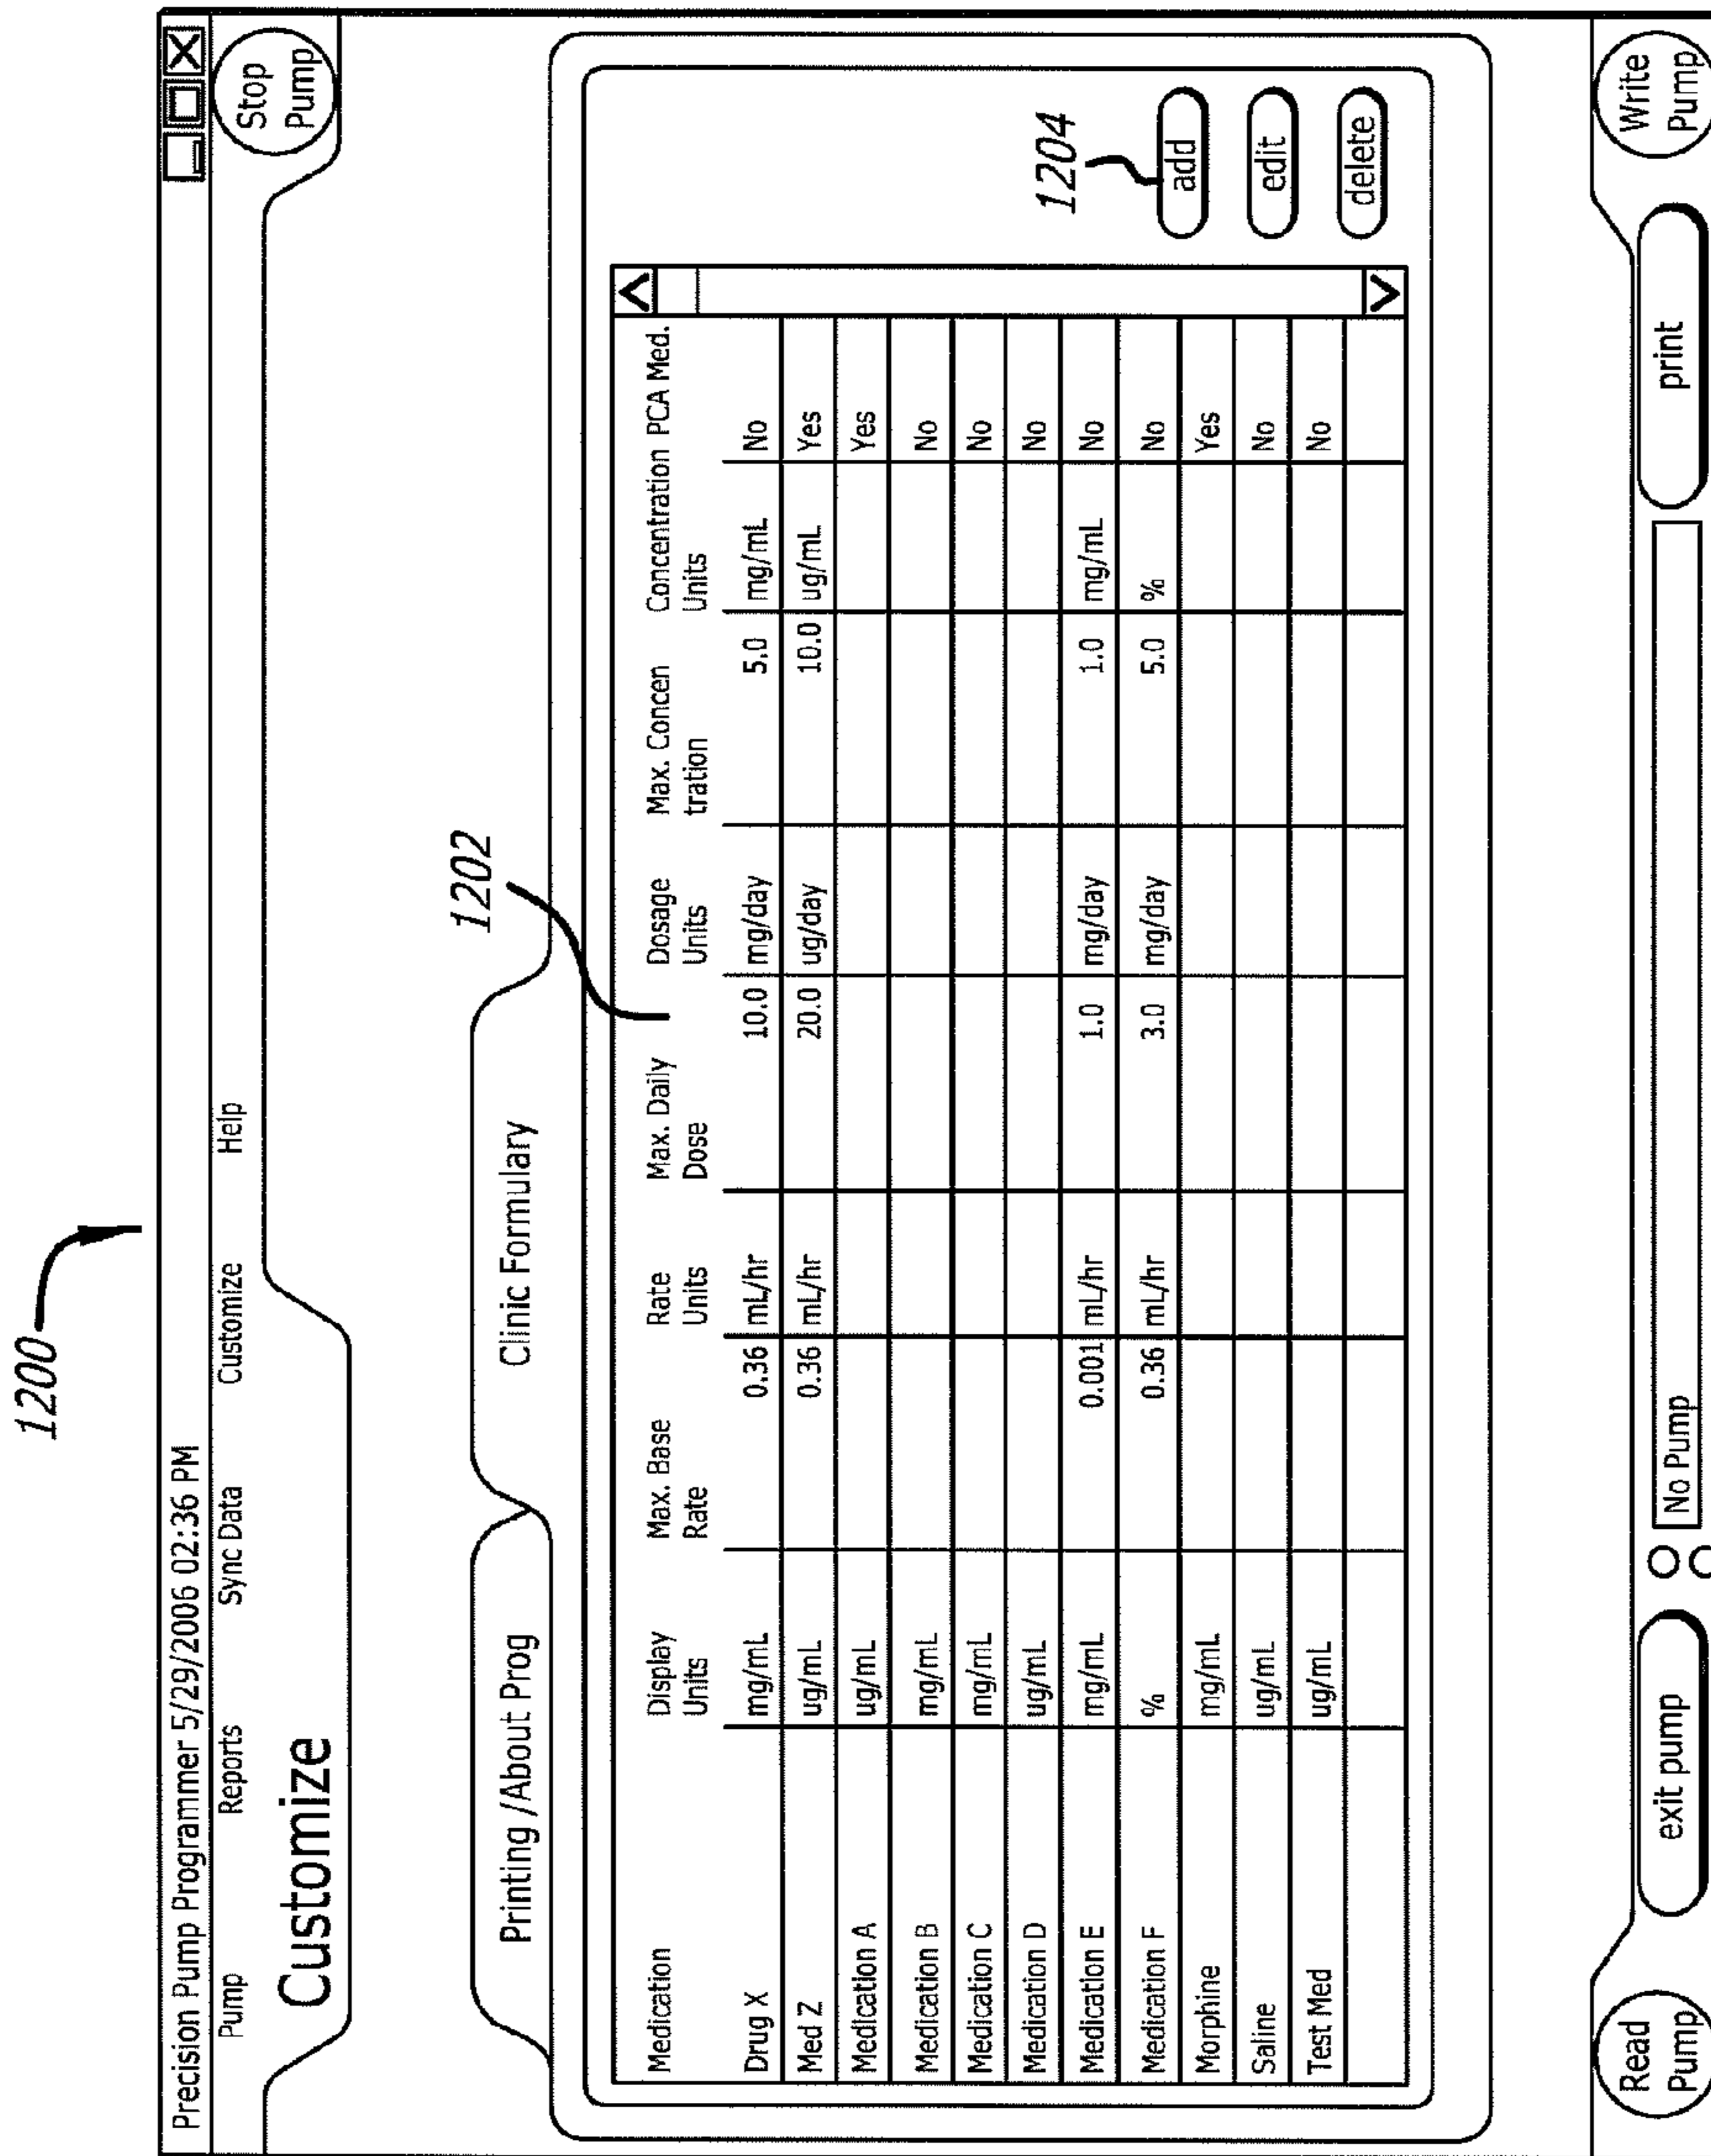 1200
Precision Pump Programmer 5/29/2006 02:36 PM
Pump Reports Sync Data Customize Help
Stop
Pump
Customize
1202
Printing /About Prog Clinic Formulary
Medication Display Max. Base Rate Max. Daily Dosage Max. Concen Concentration PCA Med.
Units Rate Units Dose Units tration Units
Drug X mg/mL 0.36 mL/hr 10.0 mg/day 5.0 mg/mL No
Med Z ug/mL 0.36 mL/hr 20.0 ug/day 10.0 ug/mL Yes
Medication A ug/mL Yes
Medication B mg/mL No
Medication C mg/mL No
Medication D ug/mL No
Medication E mg/mL 0.001 mL/hr 1.0 mg/day 1.0 mg/mL No
Medication F % 0.36 mL/hr 3.0 mg/day 5.0 % No
Morphine mg/mL Yes
Saline ug/mL No
Test Med ug/mL No
1204
add
edit
delete
Read
Pump
exit pump
No Pump
print
Write
Pump